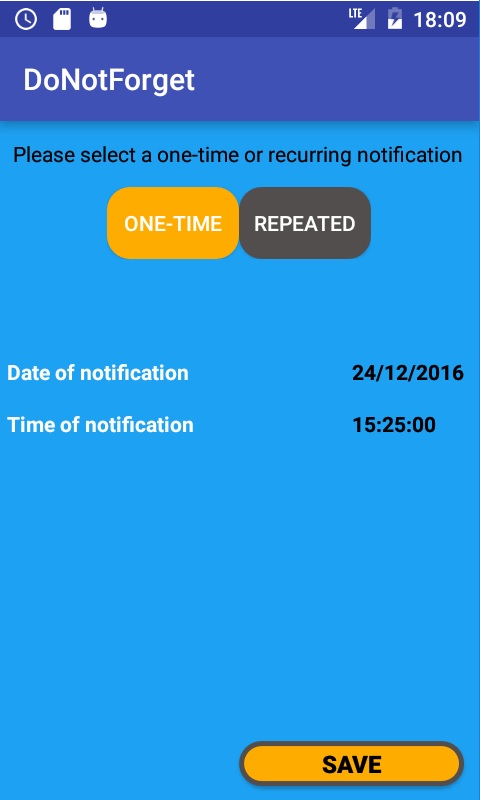 LTE 18:09
DoNotForget
Please select a one-time or recurring notification
ONE-TIME REPEATED
Date of notification 24/12/2016
Time of notification 15:25:00
SAVE